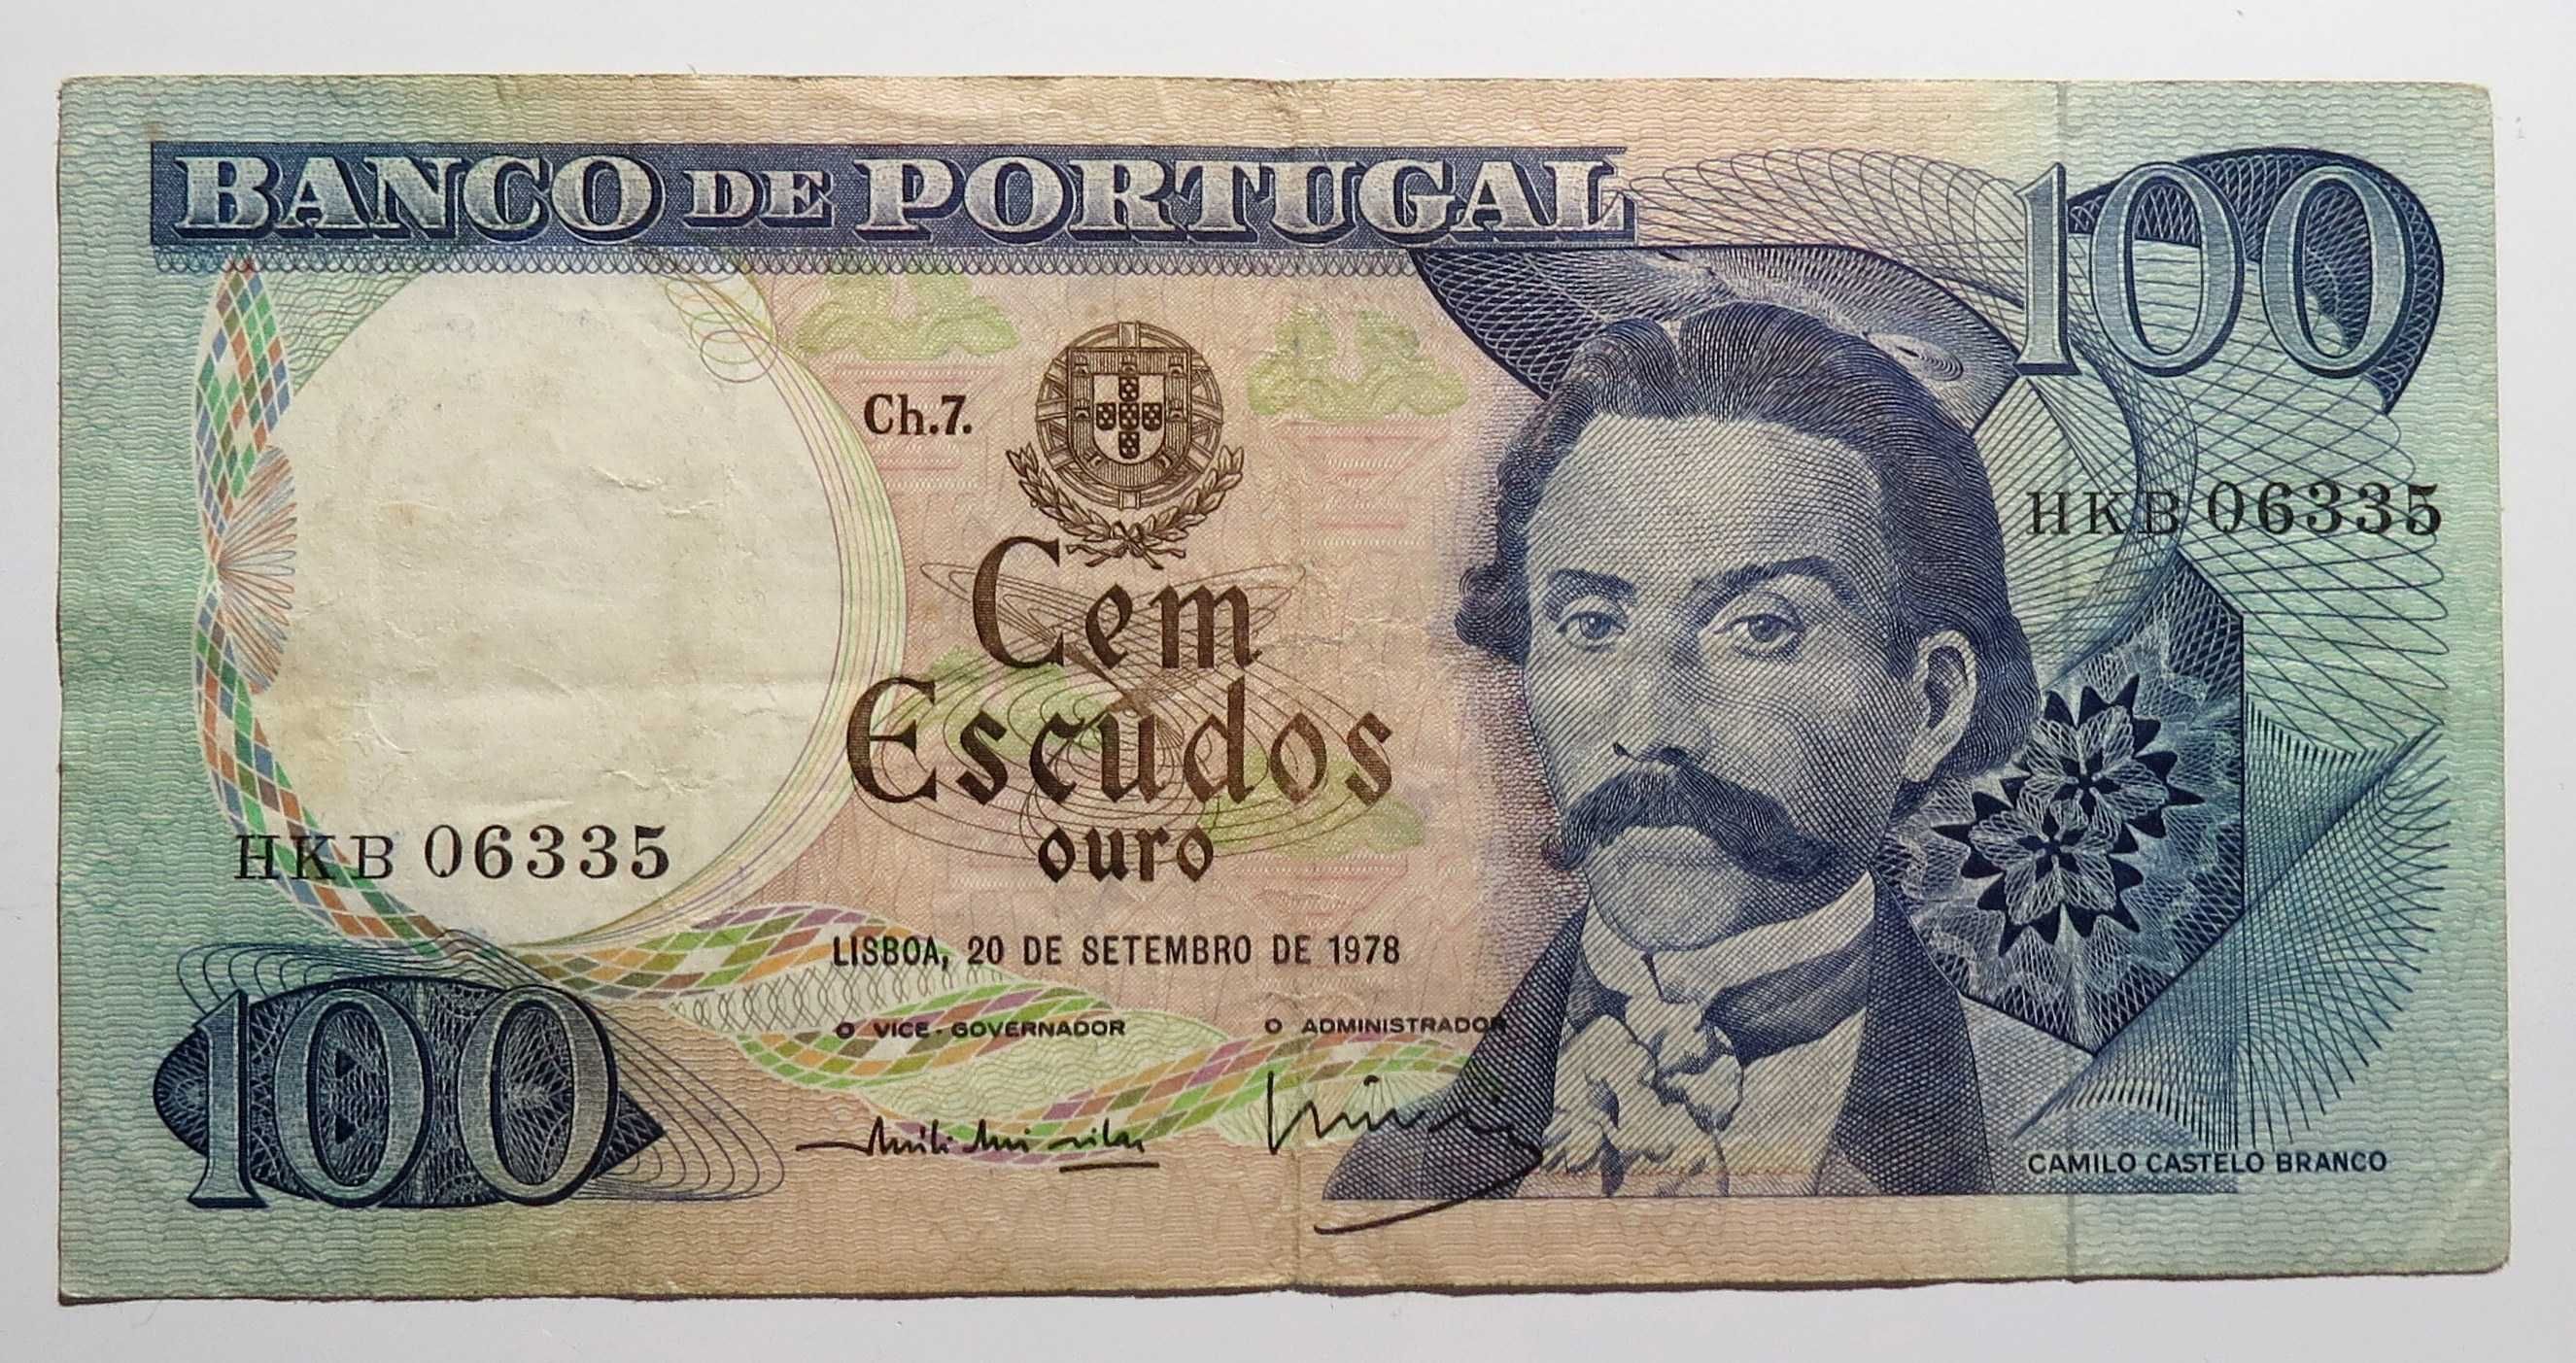 BANCO DE PORTUGAL
100
Ch.7.
HKB 06335
Cem
Escudos
ouro
HKB 06335
LISBOA, 20 DE SETEMBRO DE 1978
O VICE-GOVERNADOR
O ADMINISTRADOR
100
CAMILO CASTELO BRANCO